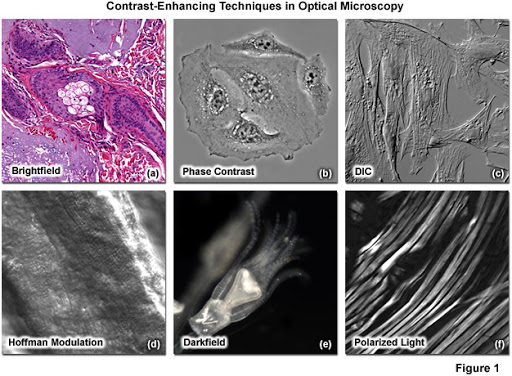 Contrast-Enhancing Techniques in Optical Microscopy
Brightfield (a)
Phase Contrast (b)
DIC (c)
Hoffman Modulation (d)
Darkfield (e)
Polarized Light (f)
Figure 1